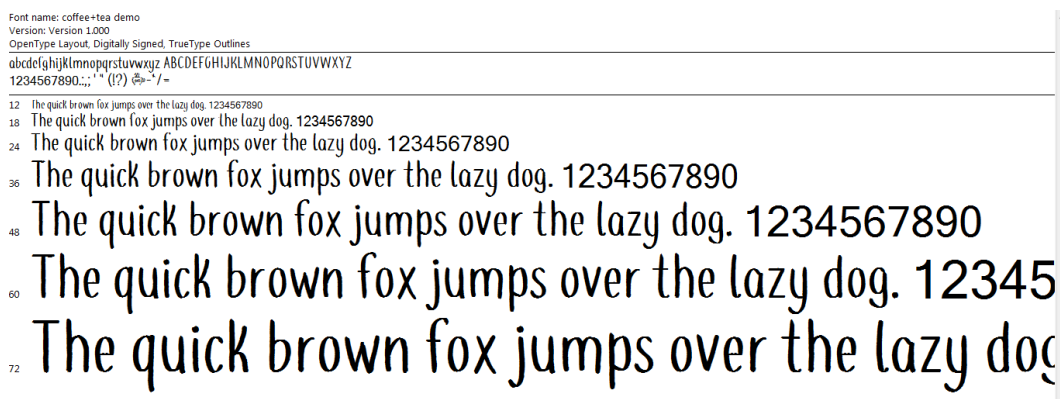 Font name: coffee+tea demo
Version: Version 1.000
OpenType Layout, Digitally Signed, TrueType Outlines
abcdefghijklmnopqrstuvwxyz ABCDEFGHIJKLMNOPQRSTUVWXYZ
1234567890.:,; ' " (!?) -‘/=
12 The quick brown fox jumps over the lazy dog. 1234567890
18 The quick brown fox jumps over the lazy dog. 1234567890
24 The quick brown fox jumps over the lazy dog. 1234567890
36 The quick brown fox jumps over the lazy dog. 1234567890
48 The quick brown fox jumps over the lazy dog. 1234567890
60 The quick brown fox jumps over the lazy dog. 12345
72 The quick brown fox jumps over the lazy dog